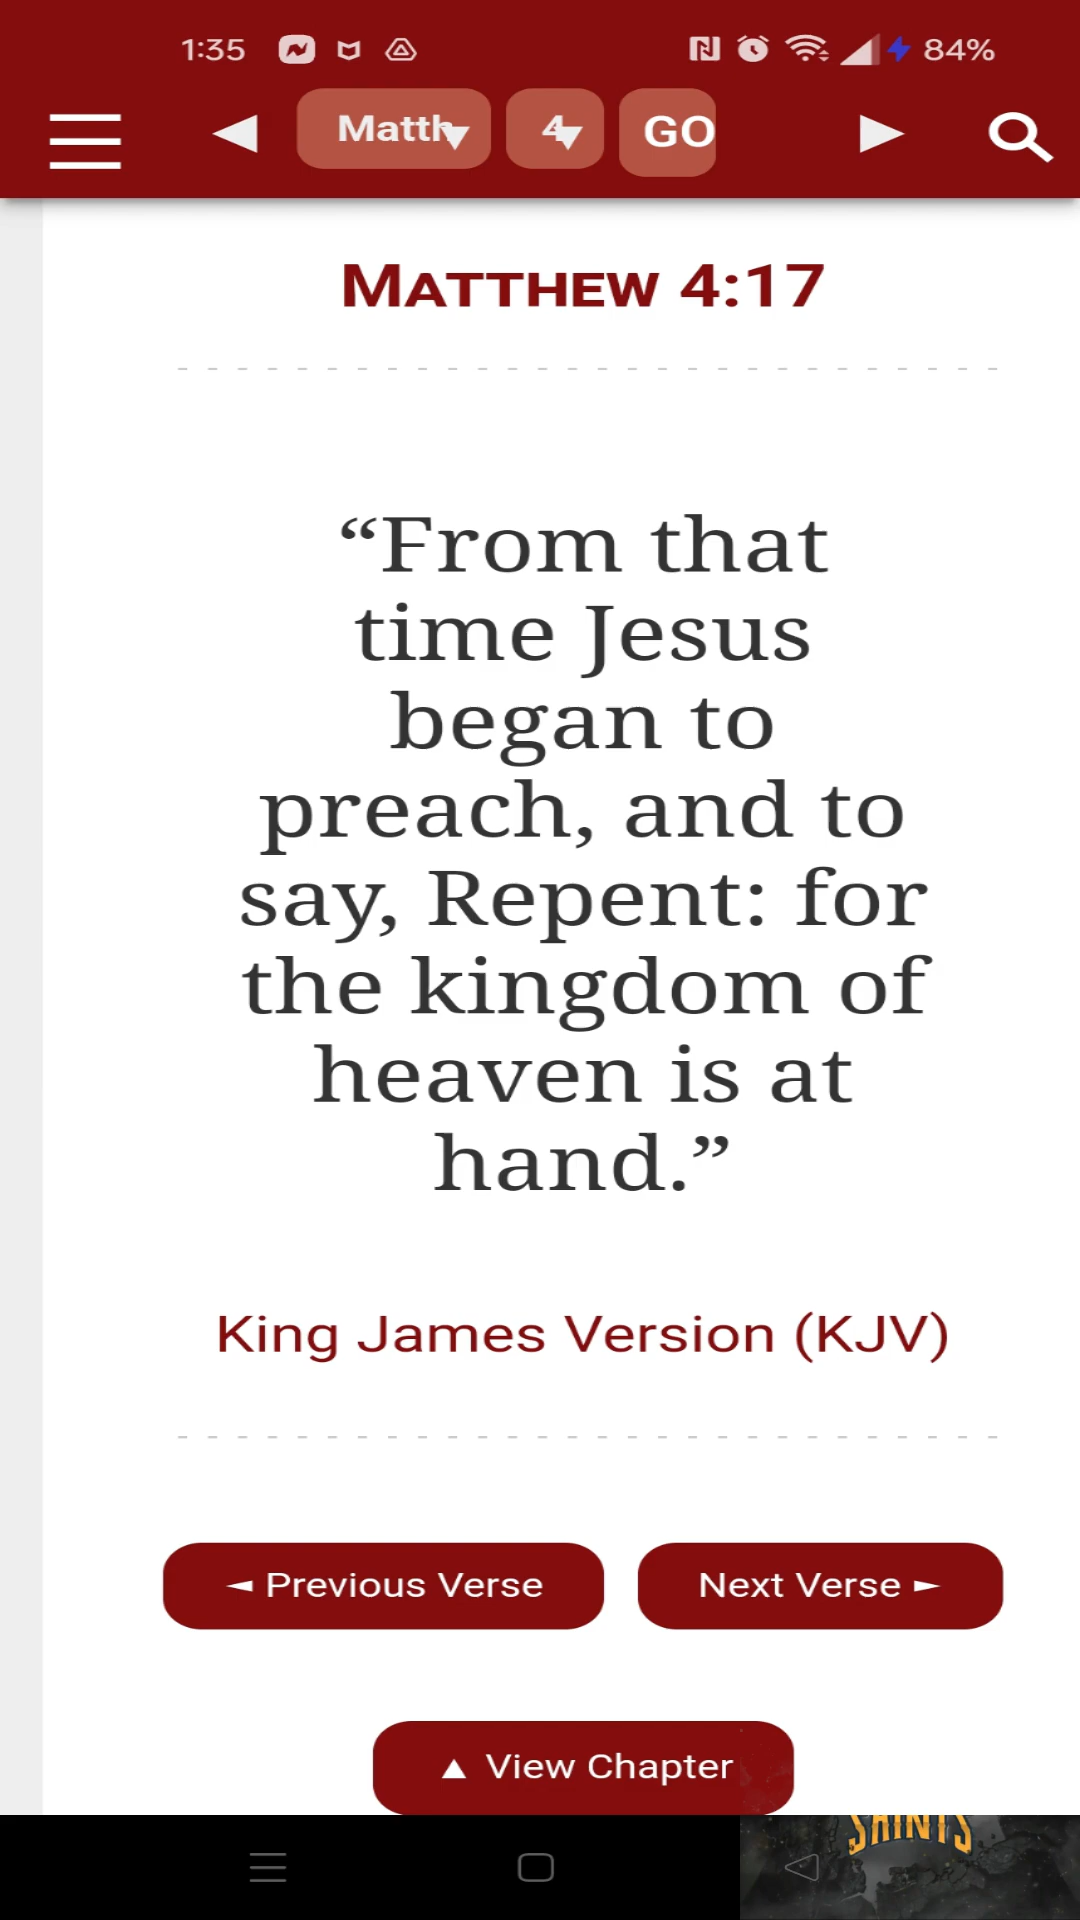 1:35 84%
Matth 4 GO
MATTHEW 4:17
“From that
time Jesus
began to
preach, and to
say, Repent: for
the kingdom of
heaven is at
hand.”
King James Version (KJV)
◄ Previous Verse Next Verse ►
▲ View Chapter
SAINTS